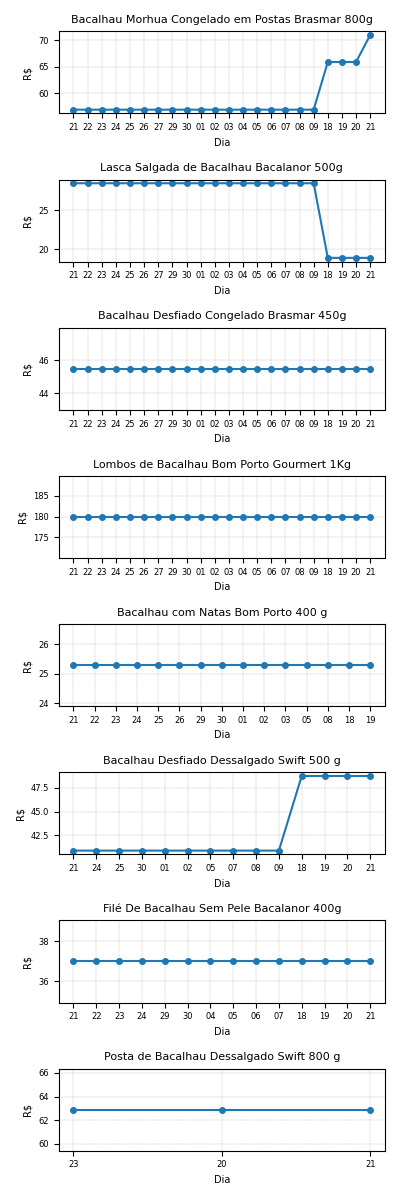 Bacalhau Morhua Congelado em Postas Brasmar 800g
R$
70
65
60
21 22 23 24 25 26 27 29 30 01 02 03 04 05 06 07 08 09 18 19 20 21
Dia
Lasca Salgada de Bacalhau Bacalanor 500g
R$
25
20
21 22 23 24 25 26 27 29 30 01 02 03 04 05 06 07 08 09 18 19 20 21
Dia
Bacalhau Desfiado Congelado Brasmar 450g
R$
46
44
21 22 23 24 25 26 27 29 30 01 02 03 04 05 06 07 08 09 18 19 20 21
Dia
Lombos de Bacalhau Bom Porto Gourmert 1Kg
R$
185
180
175
21 22 23 24 25 26 27 29 30 01 02 03 04 05 06 07 08 09 18 19 20 21
Dia
Bacalhau com Natas Bom Porto 400 g
R$
26
25
24
21 22 23 24 25 26 29 30 01 02 03 05 08 18 19
Dia
Bacalhau Desfiado Dessalgado Swift 500 g
R$
47.5
45.0
42.5
21 24 25 30 01 02 05 07 08 09 18 19 20 21
Dia
Filé De Bacalhau Sem Pele Bacalanor 400g
R$
38
36
21 22 23 24 29 30 04 05 06 07 18 19 20 21
Dia
Posta de Bacalhau Dessalgado Swift 800 g
R$
66
64
62
60
23 20 21
Dia